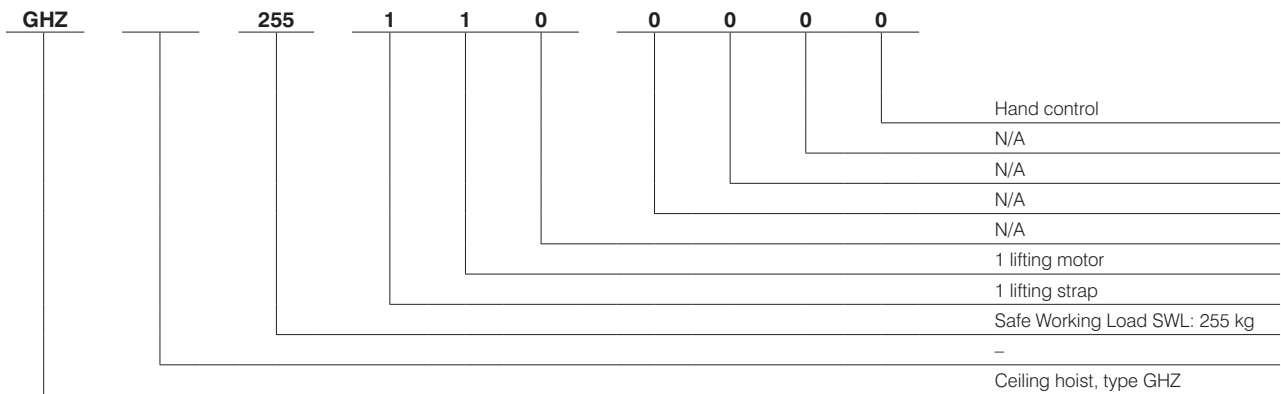 GHZ 255 1 1 0 0 0 0 0
Hand control
N/A
N/A
N/A
N/A
1 lifting motor
1 lifting strap
Safe Working Load SWL: 255 kg
–
Ceiling hoist, type GHZ